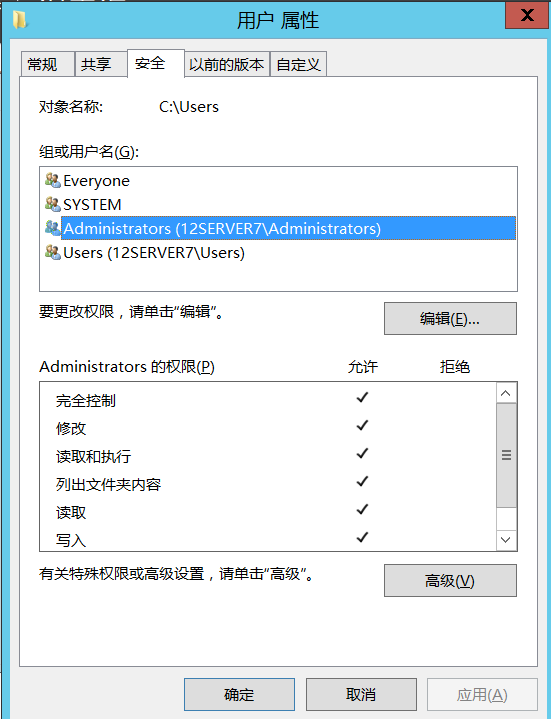 用户 属性
常规 共享 安全 以前的版本 自定义
对象名称: C:\Users
组或用户名(G):
Everyone
SYSTEM
Administrators (12SERVER7\Administrators)
Users (12SERVER7\Users)
要更改权限，请单击“编辑”。
编辑(E)...
Administrators 的权限(P) 允许 拒绝
完全控制
修改
读取和执行
列出文件夹内容
读取
写入
有关特殊权限或高级设置，请单击“高级”。
高级(V)
确定 取消 应用(A)